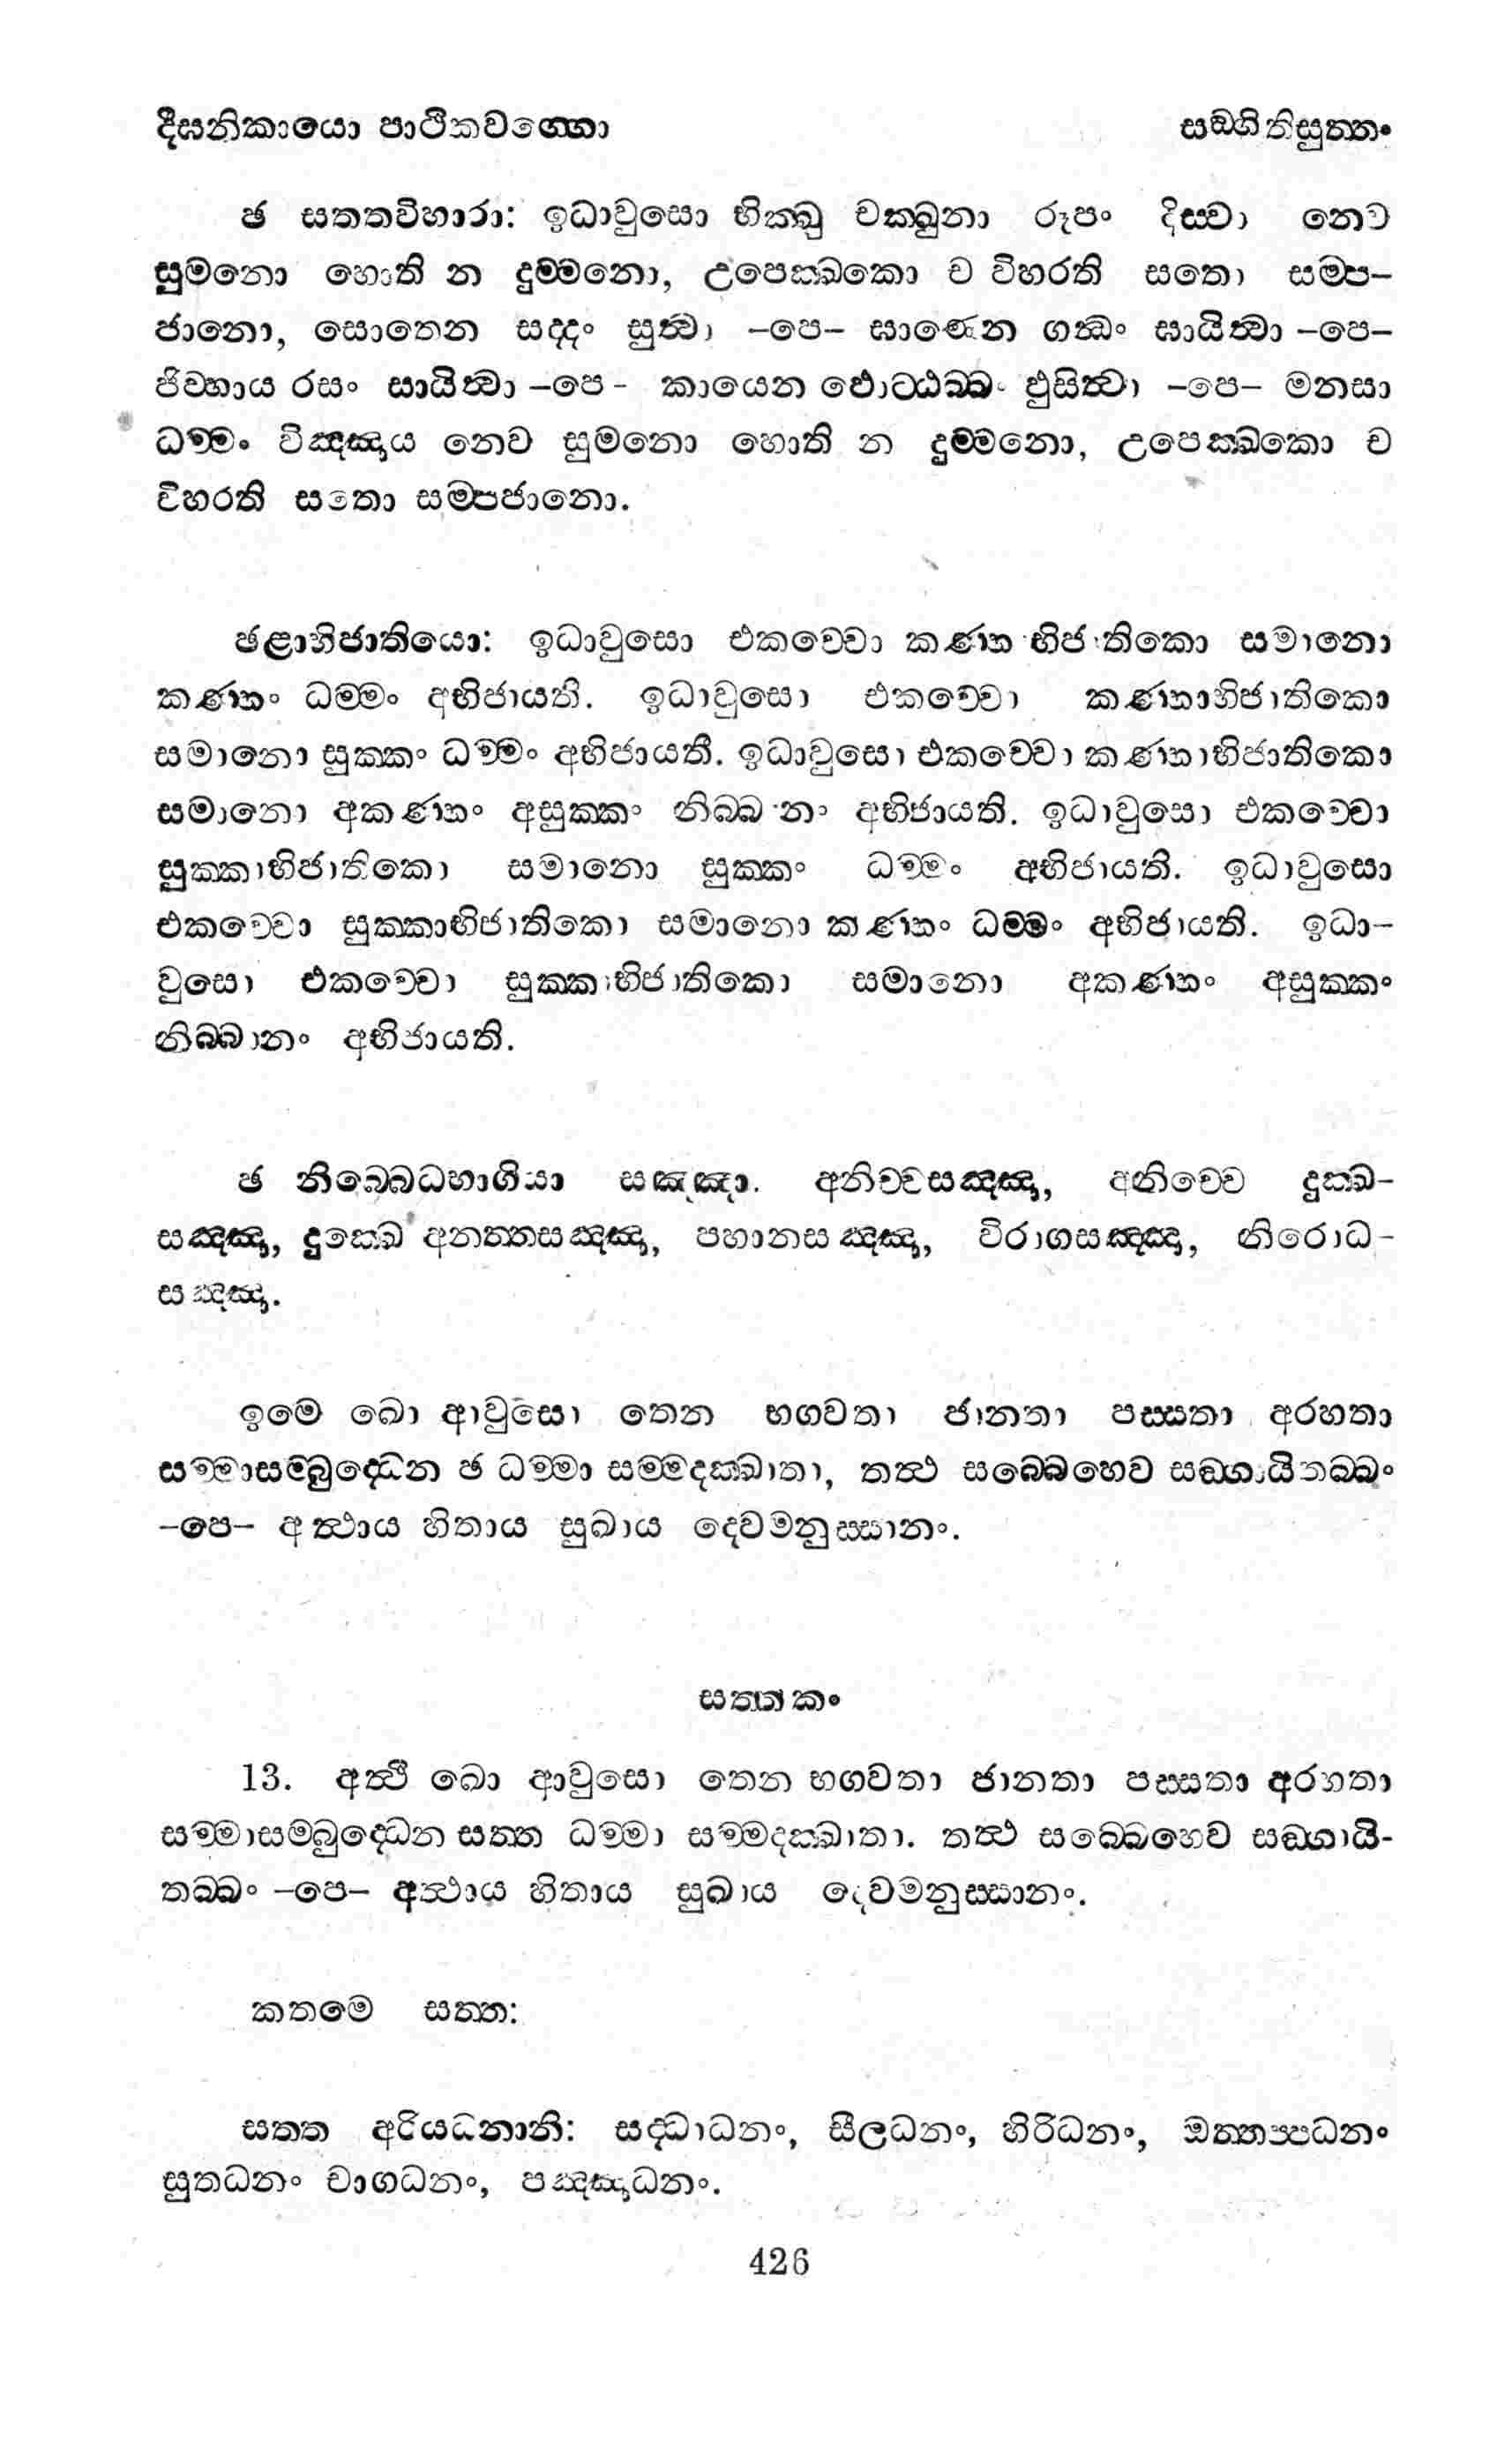 දීඝනිකායො පාථිකවග්ගො සඞ්ගීතිසුත්තං
ඡ සතතවිහාරා: ඉධාවුසො භික්ඛු චක්ඛුනා රූපං දිස්වා නෙව
සුමනො හොති න දුම්මනො, උපෙක්ඛකො ච විහරති සතො සම්ප-
ජානො, සොතෙන සද්දං සුත්වා -පෙ- ඝාණෙන ගන්ධං ඝායිත්වා -පෙ-
ජිව්හාය රසං සායිත්වා -පෙ- කායෙන ඵොට්ඨබ්බං ඵුසිත්වා -පෙ- මනසා
ධම්මං විඤ්ඤාය නෙව සුමනො හොති න දුම්මනො, උපෙක්ඛකො ච
විහරති සතො සම්පජානො.
ඡළාභිජාතියො: ඉධාවුසො එකච්චො කණ්හාභිජාතිකො සමානො
කණ්හං ධම්මං අභිජායති. ඉධාවුසො එකච්චො කණ්හාභිජාතිකො
සමානො සුක්කං ධම්මං අභිජායති. ඉධාවුසො එකච්චො කණ්හාභිජාතිකො
සමානො අකණ්හං අසුක්කං නිබ්බානං අභිජායති. ඉධාවුසො එකච්චො
සුක්කාභිජාතිකො සමානො සුක්කං ධම්මං අභිජායති. ඉධාවුසො
එකච්චො සුක්කාභිජාතිකො සමානො කණ්හං ධම්මං අභිජායති. ඉධා-
වුසො එකච්චො සුක්කාභිජාතිකො සමානො අකණ්හං අසුක්කං
නිබ්බානං අභිජායති.
ඡ නිබ්බෙධභාගියා සඤ්ඤා. අනිච්චසඤ්ඤා, අනිච්චෙ දුක්ඛ-
සඤ්ඤා, දුක්ඛෙ අනත්තසඤ්ඤා, පහානසඤ්ඤා, විරාගසඤ්ඤා, නිරොධ-
සඤ්ඤා.
ඉමෙ ඛො ආවුසො තෙන භගවතා ජානතා පස්සතා අරහතා
සම්මාසම්බුද්ධෙන ඡ ධම්මා සම්මදක්ඛාතා, තත්ථ සබ්බෙහෙව සඞ්ගායිතබ්බං
-පෙ- අත්ථාය හිතාය සුඛාය දෙවමනුස්සානං.
සත්තකං
13. අත්ථි ඛො ආවුසො තෙන භගවතා ජානතා පස්සතා අරහතා
සම්මාසම්බුද්ධෙන සත්ත ධම්මා සම්මදක්ඛාතා. තත්ථ සබ්බෙහෙව සඞ්ගායි-
තබ්බං -පෙ- අත්ථාය හිතාය සුඛාය දෙවමනුස්සානං.
කතමෙ සත්ත:
සත්ත අරියධනානි: සද්ධාධනං, සීලධනං, හිරිධනං, ඔත්තප්පධනං
සුතධනං චාගධනං, පඤ්ඤාධනං.
426